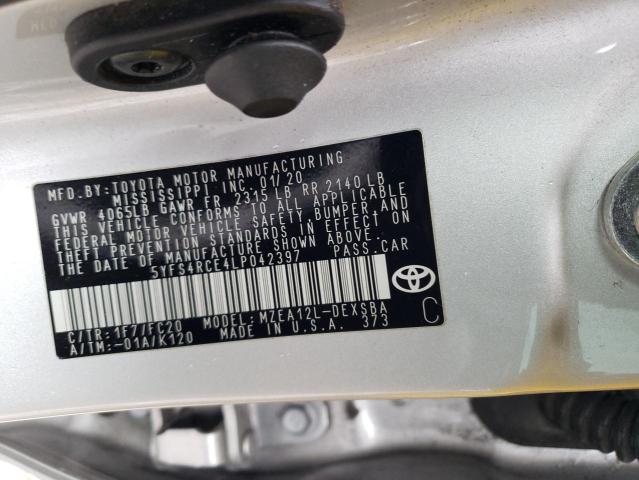 MFD.BY: TOYOTA MOTOR MANUFACTURING
MISSISSIPPI INC. 01/20
GVWR 4065LB GAWR FR 2315 LB RR 2140 LB
THIS VEHICLE CONFORMS TO ALL APPLICABLE
FEDERAL MOTOR VEHICLE SAFETY, BUMPER, AND
THEFT PREVENTION STANDARDS IN EFFECT ON
THE DATE OF MANUFACTURE SHOWN ABOVE.
5YFS4RCE4LP042397 PASS.CAR
C/TR: 1F7/FC20 MODEL: MZEA12L-DEXSBA
A/TM: -01A/K120 MADE IN U.S.A. 373
TOYOTA
C